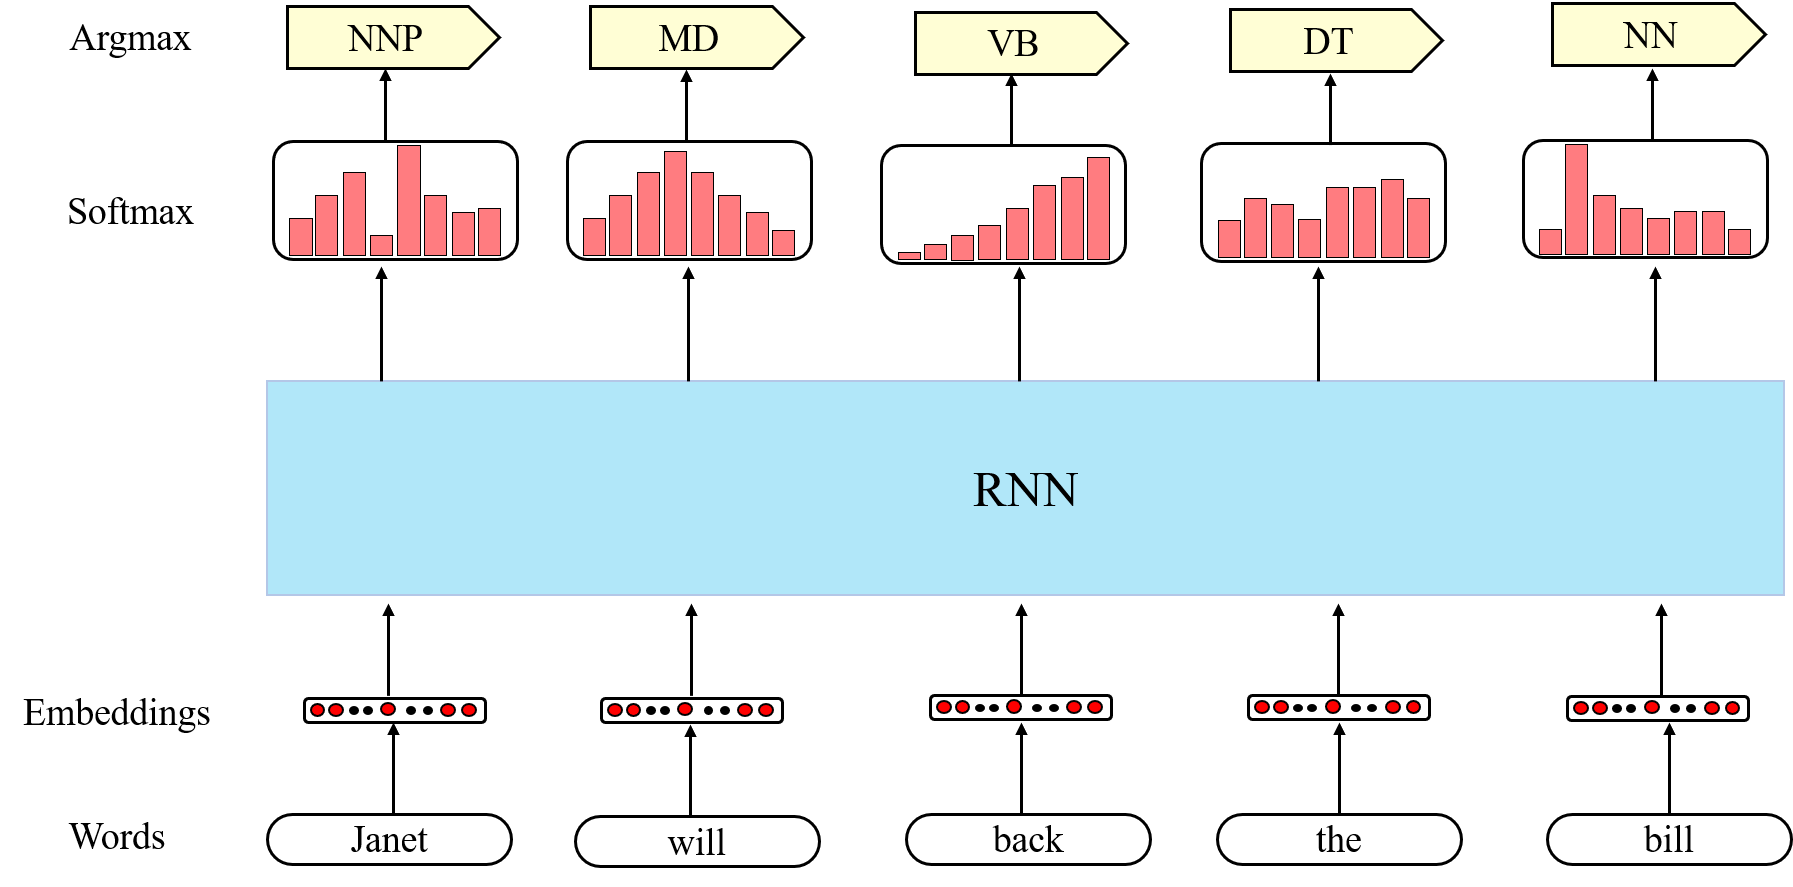 Argmax NNP MD VB DT NN
Softmax
RNN
Embeddings
Words Janet will back the bill